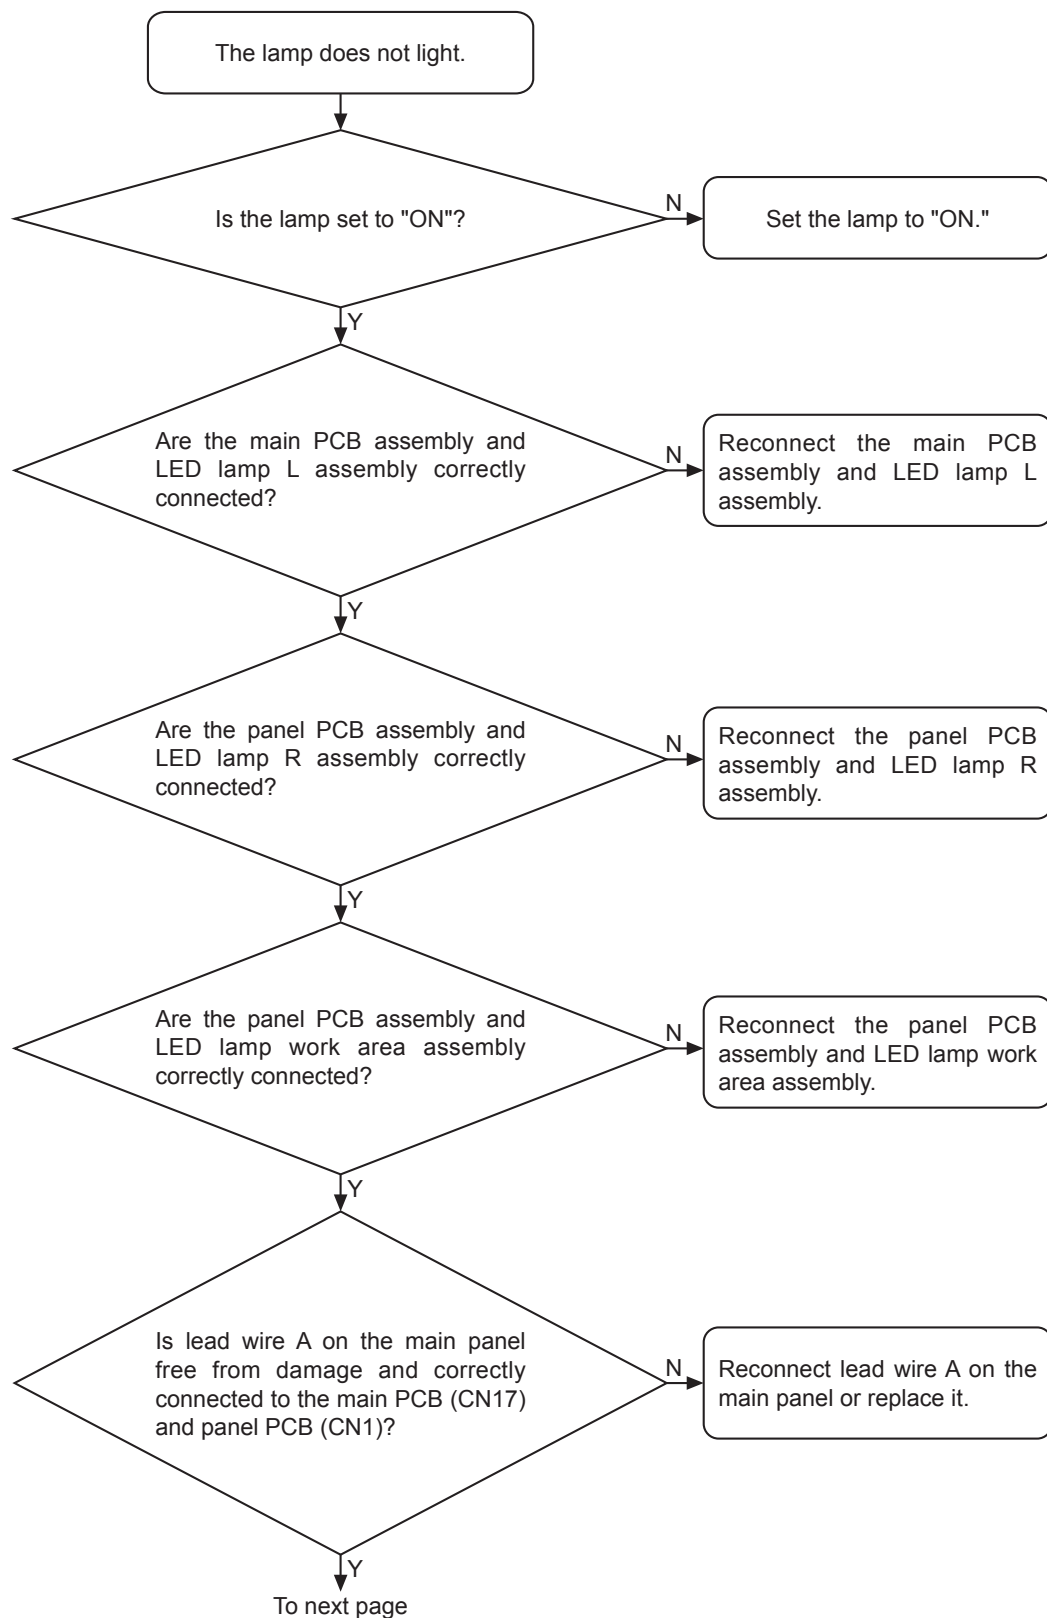 The lamp does not light.
Is the lamp set to "ON"?
N
Set the lamp to "ON."
Y
Are the main PCB assembly and
LED lamp L assembly correctly
connected?
N
Reconnect the main PCB
assembly and LED lamp L
assembly.
Y
Are the panel PCB assembly and
LED lamp R assembly correctly
connected?
N
Reconnect the panel PCB
assembly and LED lamp R
assembly.
Y
Are the panel PCB assembly and
LED lamp work area assembly
correctly connected?
N
Reconnect the panel PCB
assembly and LED lamp work
area assembly.
Y
Is lead wire A on the main panel
free from damage and correctly
connected to the main PCB (CN17)
and panel PCB (CN1)?
N
Reconnect lead wire A on the
main panel or replace it.
Y
To next page